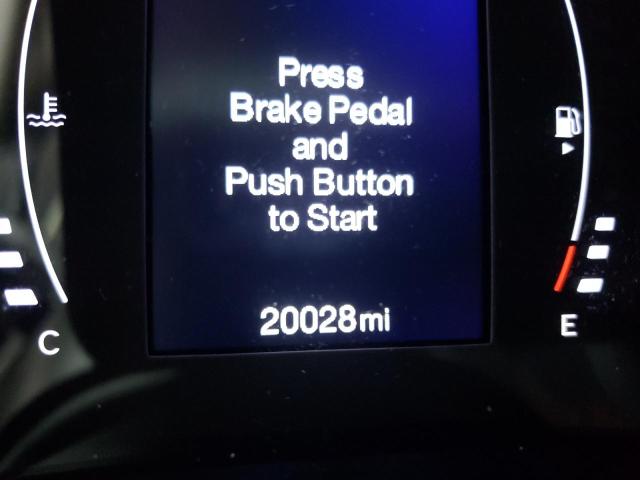 Press
Brake Pedal
and
Push Button
to Start
20028mi
C
E